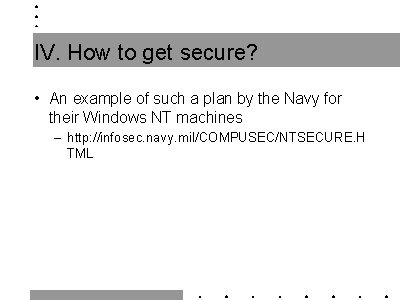 IV. How to get secure?
• An example of such a plan by the Navy for
their Windows NT machines
– http://infosec.navy.mil/COMPUSEC/NTSECURE.H
TML